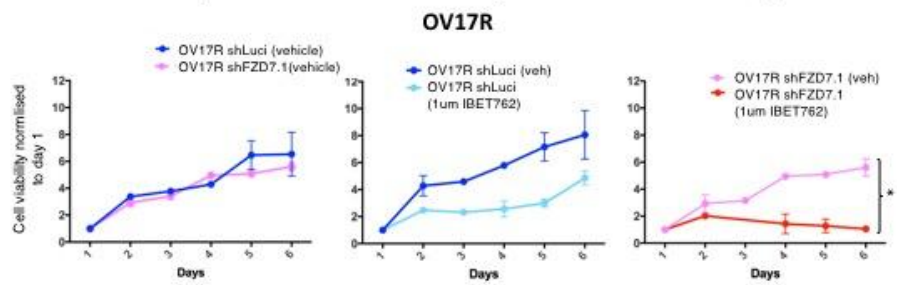 OV17R
OV17R shLuci (vehicle)
OV17R shFZD7.1(vehicle)
Cell viability normlised
to day 1
12
10
8
6
4
2
0
1
2
3
4
5
6
Days
OV17R shLuci (veh)
OV17R shLuci
(1um IBET762)
12
10
8
6
4
2
0
1
2
3
4
5
6
Days
OV17R shFZD7.1 (veh)
OV17R shFZD7.1
(1um IBET762)
12
10
8
6
4
2
0
1
2
3
4
5
6
Days
*